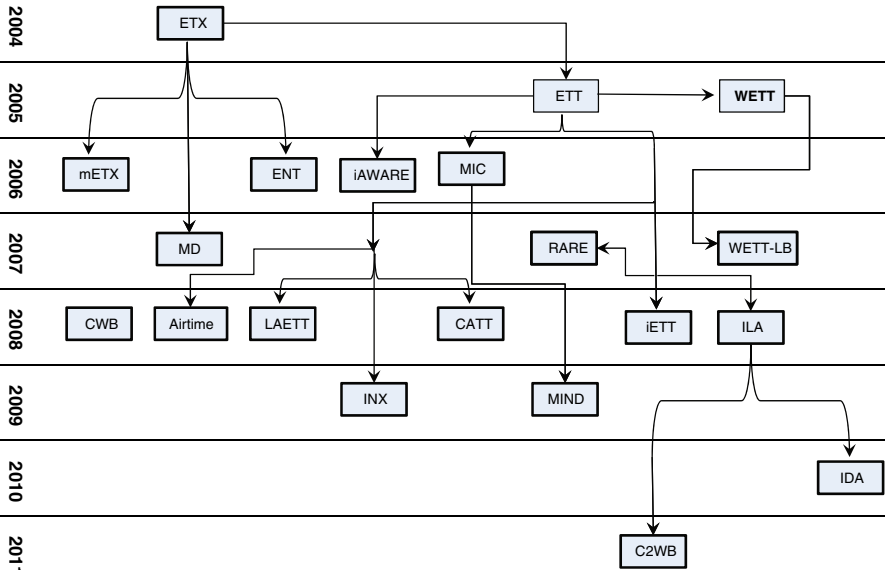 2004
ETX
2005
ETT
WETT
2006
mETX
ENT
iAWARE
MIC
2007
MD
RARE
WETT-LB
2008
CWB
Airtime
LAETT
CATT
iETT
ILA
2009
INX
MIND
2010
IDA
C2WB